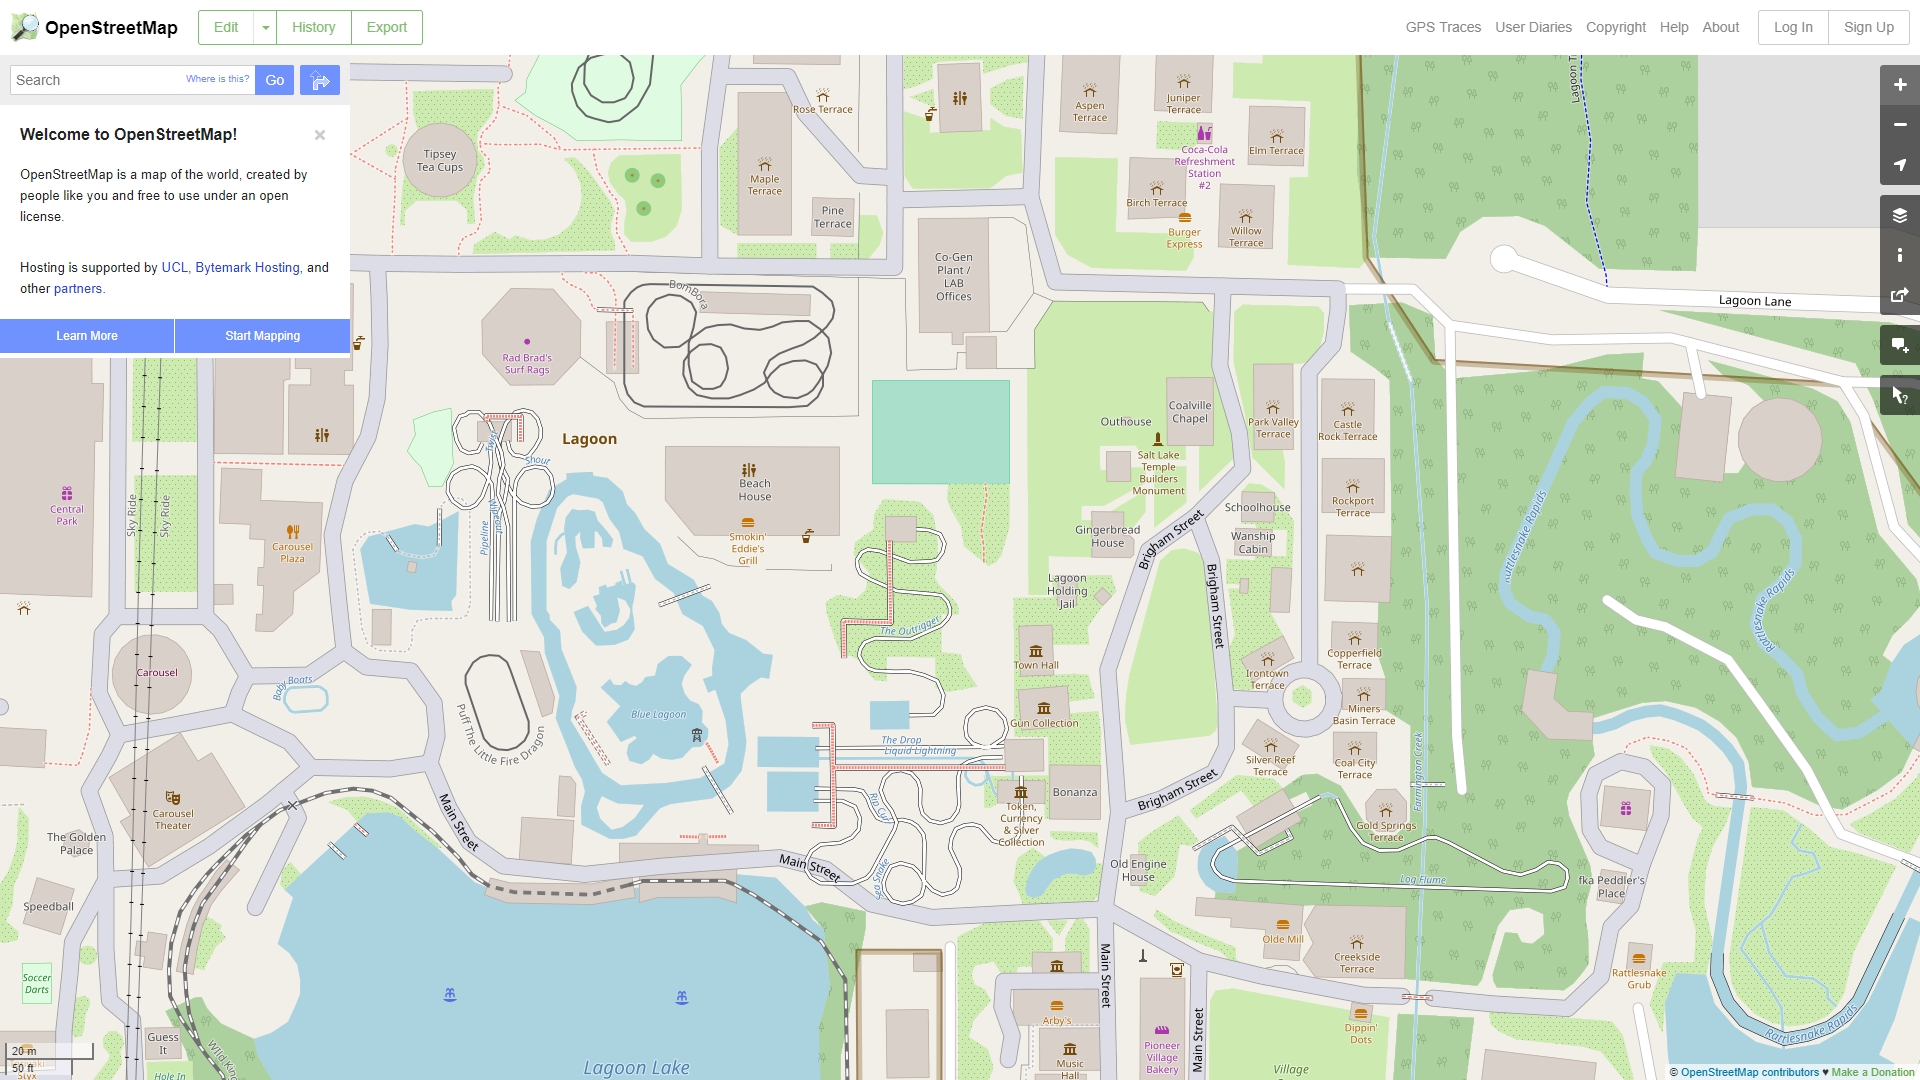 OpenStreetMap
Edit
History
Export
GPS Traces
User Diaries
Copyright
Help
About
Log In
Sign Up
Search
Where is this?
Go
Welcome to OpenStreetMap!
OpenStreetMap is a map of the world, created by
people like you and free to use under an open
license.
Hosting is supported by UCL, Bytemark Hosting, and
other partners.
Learn More
Start Mapping
Tipsey
Tea Cups
Rose Terrace
Maple
Terrace
Pine
Terrace
Aspen
Terrace
Juniper
Terrace
Coca-Cola
Refreshment
Station
#2
Elm Terrace
Birch Terrace
Burger
Express
Willow
Terrace
Lagoon Lane
Co-Gen
Plant /
LAB
Offices
BomBora
Rad Brad's
Surf Rags
Lagoon
Twist
Shout
Pipeline
Wipeout
Beach
House
Smokin'
Eddie's
Grill
Outhouse
Coalville
Chapel
Salt Lake
Temple
Builders
Monument
Park Valley
Terrace
Castle
Rock Terrace
Rockport
Terrace
Schoolhouse
Wanship
Cabin
Gingerbread
House
Brigham Street
Brigham Street
Brigham Street
Lagoon
Holding
Jail
Central
Park
Sky Ride
Sky Ride
Carousel
Plaza
Carousel
Baby Boats
Puff The Little Fire Dragon
Blue Lagoon
The Outrigger
The Drop
Liquid Lightning
Rip Curl
Sea Snake
Town Hall
Gun Collection
Token,
Currency
& Silver
Collection
Bonanza
Irontown
Terrace
Copperfield
Terrace
Miners
Basin Terrace
Silver Reef
Terrace
Coal City
Terrace
Gold Springs
Terrace
Farmington Creek
Rattlesnake Rapids
Rattlesnake Rapids
Rattlesnake Rapids
Carousel
Theater
The Golden
Palace
Speedball
Soccer
Darts
Guess
It
Hole In
Styx
Main Street
Main Street
Main Street
Main Street
Old Engine
House
Log Flume
fka Peddler's
Place
Olde Mill
Creekside
Terrace
Rattlesnake
Grub
Dippin'
Dots
Arby's
Music
Hall
Pioneer
Village
Bakery
Village
Lagoon Lake
20 m
50 ft
© OpenStreetMap contributors ♥ Make a Donation